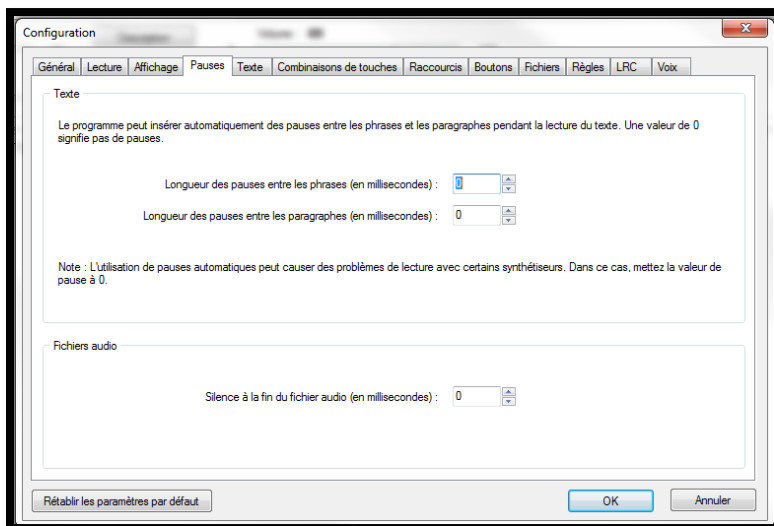 Configuration
Général Lecture Affichage Pauses Texte Combinaisons de touches Raccourcis Boutons Fichiers Règles LRC Voix
Texte
Le programme peut insérer automatiquement des pauses entre les phrases et les paragraphes pendant la lecture du texte. Une valeur de 0
signifie pas de pauses.
Longueur des pauses entre les phrases (en millisecondes) : 0
Longueur des pauses entre les paragraphes (en millisecondes) : 0
Note : L'utilisation de pauses automatiques peut causer des problèmes de lecture avec certains synthétiseurs. Dans ce cas, mettez la valeur de
pause à 0.
Fichiers audio
Silence à la fin du fichier audio (en millisecondes) : 0
Rétablir les paramètres par défaut OK Annuler